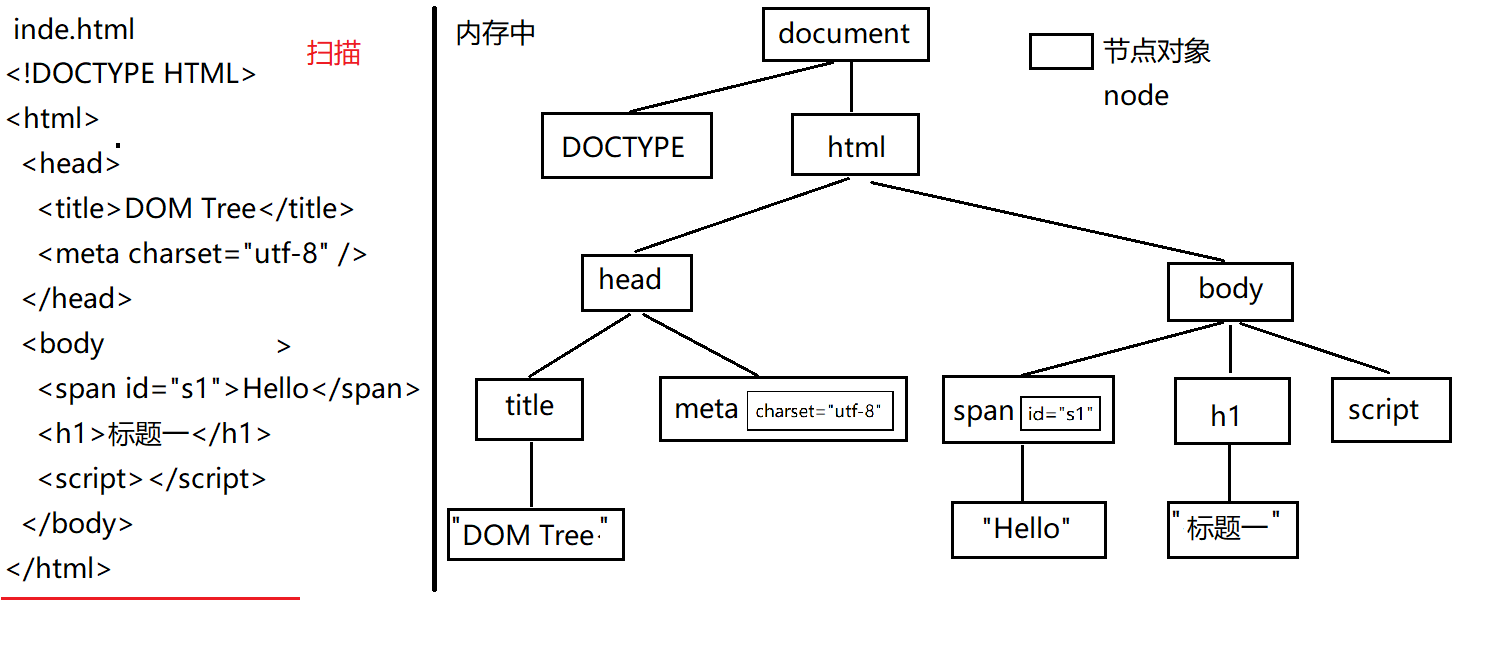 inde.html
扫描
<!DOCTYPE HTML>
<html>
<head>
<title>DOM Tree</title>
<meta charset="utf-8" />
</head>
<body >
<span id="s1">Hello</span>
<h1>标题一</h1>
<script></script>
</body>
</html>
内存中
document
节点对象
node
DOCTYPE
html
head
body
title
meta charset="utf-8"
span id="s1"
h1
script
"DOM Tree"
"Hello"
"标题一"